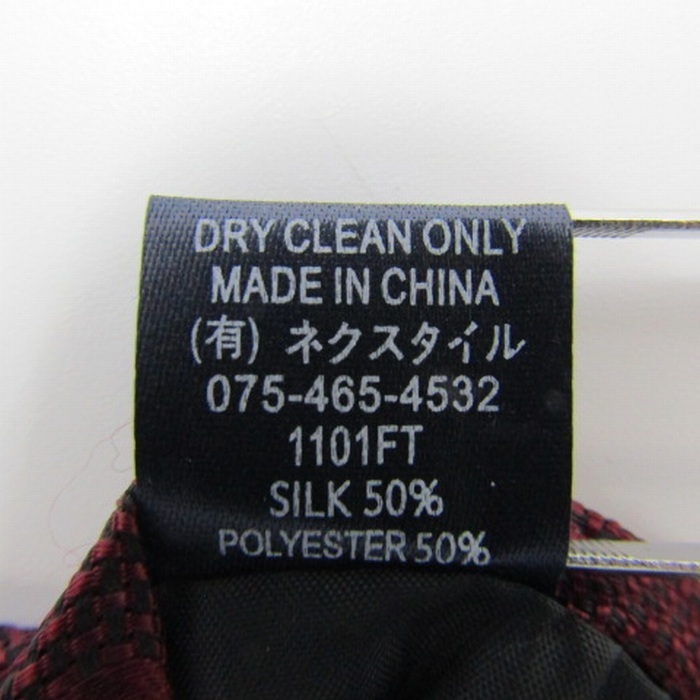 DRY CLEAN ONLY
MADE IN CHINA
(有) ネクスタイル
075-465-4532
1101FT
SILK 50%
POLYESTER 50%